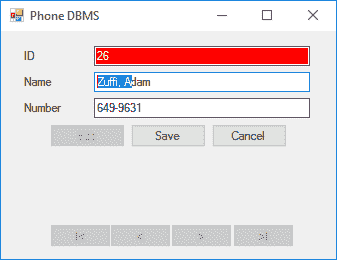 Phone DBMS
ID
26
Name
Zuffi, Adam
Number
649-9631
Save
Cancel
|<
<
>
>|